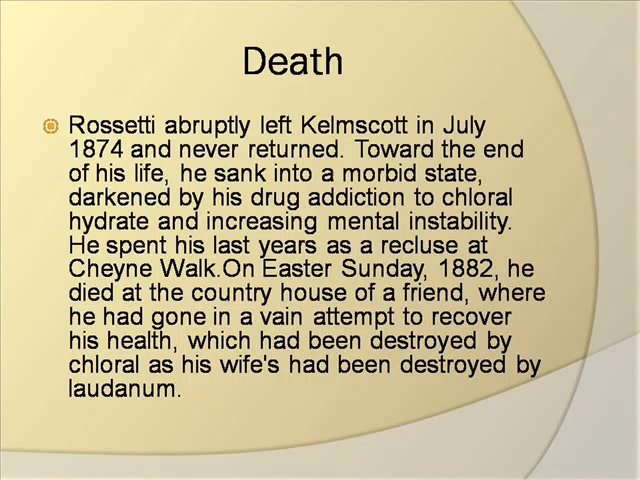 Death
Rossetti abruptly left Kelmscott in July
1874 and never returned. Toward the end
of his life, he sank into a morbid state,
darkened by his drug addiction to chloral
hydrate and increasing mental instability.
He spent his last years as a recluse at
Cheyne Walk.On Easter Sunday, 1882, he
died at the country house of a friend, where
he had gone in a vain attempt to recover
his health, which had been destroyed by
chloral as his wife's had been destroyed by
laudanum.